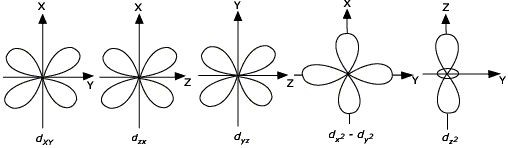 X X Y X Z
Y Z Z Y Y
dXY dzx dyz dx² - dy² dz²